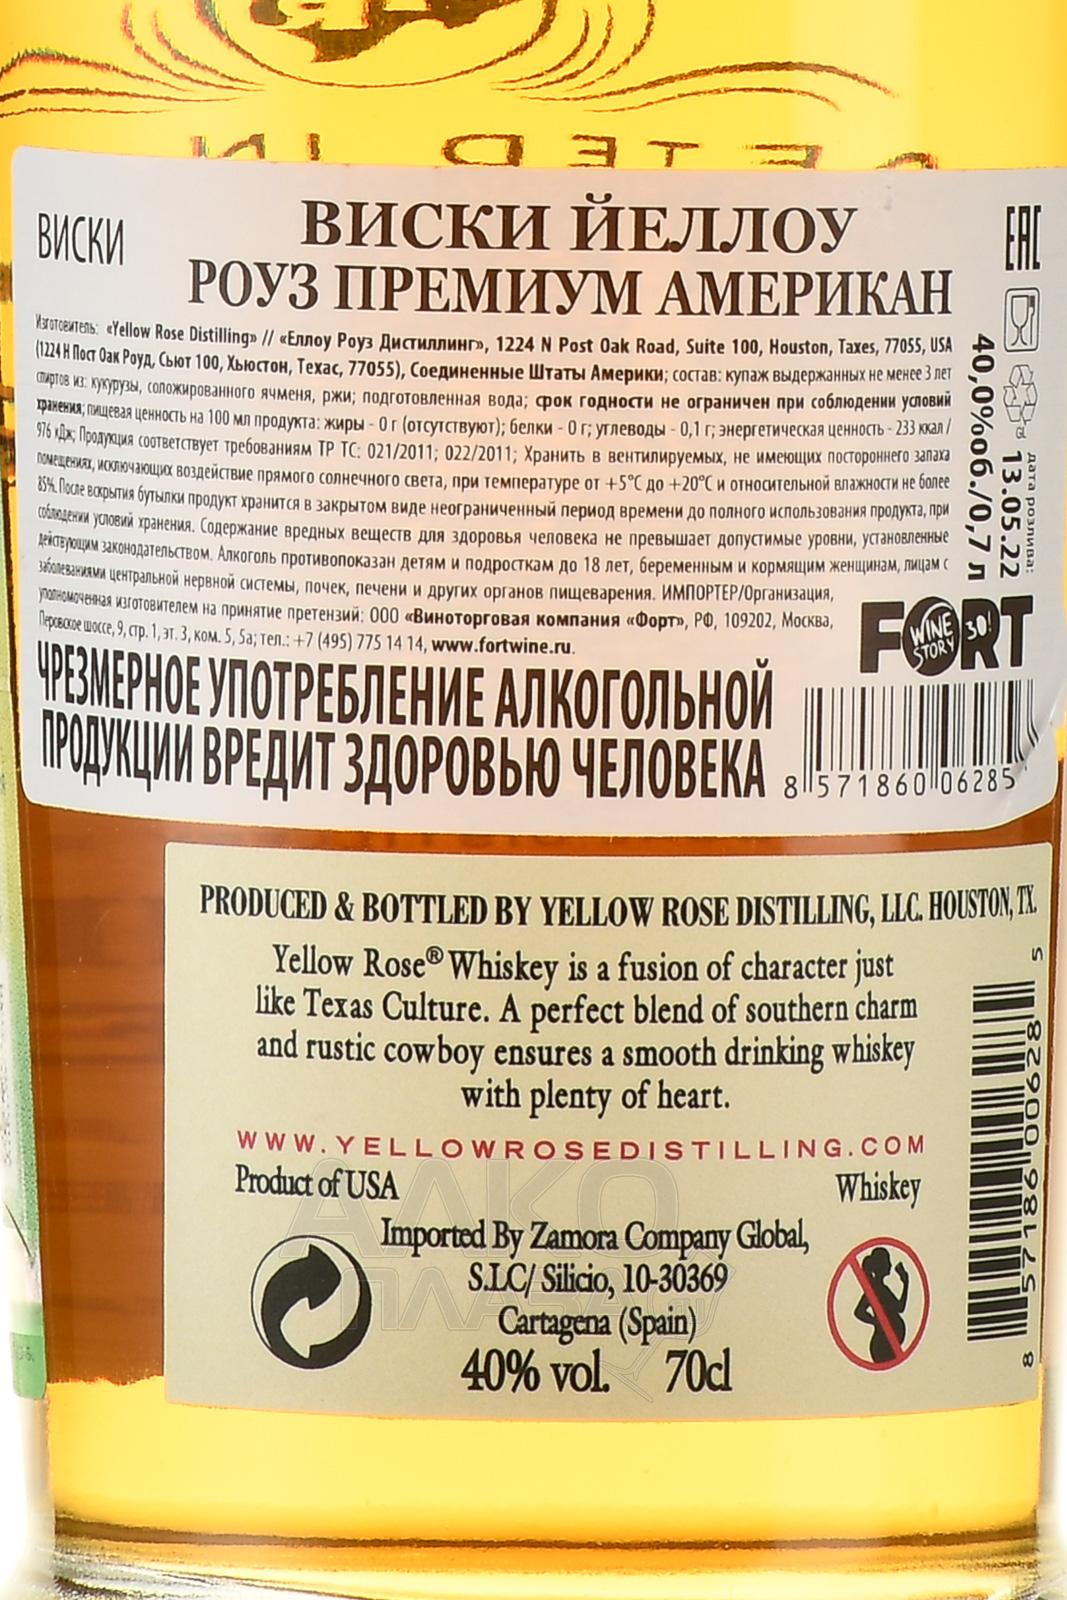 ВИСКИ
ВИСКИ ЙЕЛЛОУ
РОУЗ ПРЕМИУМ АМЕРИКАН
Изготовитель: «Yellow Rose Distilling» // «Еллоу Роуз Дистиллинг», 1224 N Post Oak Road, Suite 100, Houston, Taxes, 77055, USA
(1224 Н Пост Оак Роуд, Сьют 100, Хьюстон, Техас, 77055), Соединенные Штаты Америки; состав: купаж выдержанных не менее 3 лет
спиртов из: кукурузы, соложированного ячменя, ржи; подготовленная вода; срок годности не ограничен при соблюдении условий
хранения; пищевая ценность на 100 мл продукта: жиры - 0 г (отсутствуют); белки - 0 г; углеводы - 0,1 г; энергетическая ценность - 233 ккал /
976 кДж; Продукция соответствует требованиям ТР ТС: 021/2011; 022/2011; Хранить в вентилируемых, не имеющих постороннего запаха
помещениях, исключающих воздействие прямого солнечного света, при температуре от +5°С до +20°С и относительной влажности не более
85%. После вскрытия бутылки продукт хранится в закрытом виде неограниченный период времени до полного использования продукта, при
соблюдении условий хранения. Содержание вредных веществ для здоровья человека не превышает допустимые уровни, установленные
действующим законодательством. Алкоголь противопоказан детям и подросткам до 18 лет, беременным и кормящим женщинам, лицам с
заболеваниями центральной нервной системы, почек, печени и других органов пищеварения. ИМПОРТЕР/Организация,
уполномоченная изготовителем на принятие претензий: ООО «Виноторговая компания «Форт», РФ, 109202, Москва,
Перовское шоссе, 9, стр. 1, эт. 3, ком. 5, 5а; тел.: +7 (495) 775 14 14, www.fortwine.ru.
ЧРЕЗМЕРНОЕ УПОТРЕБЛЕНИЕ АЛКОГОЛЬНОЙ
ПРОДУКЦИИ ВРЕДИТ ЗДОРОВЬЮ ЧЕЛОВЕКА
EAC
GL
40,0%об./0,7 л
дата розлива:
13.05.22
FORT
WINE
STORY
30!
8 571860 06285
PRODUCED & BOTTLED BY YELLOW ROSE DISTILLING, LLC. HOUSTON, TX.
Yellow Rose® Whiskey is a fusion of character just
like Texas Culture. A perfect blend of southern charm
and rustic cowboy ensures a smooth drinking whiskey
with plenty of heart.
WWW.YELLOWROSEDISTILLING.COM
Product of USA
Whiskey
Imported By Zamora Company Global,
S.LC/ Silicio, 10-30369
Cartagena (Spain)
40% vol. 70cl
8 57186 00628 5
АЛКО
ПЛАЗА